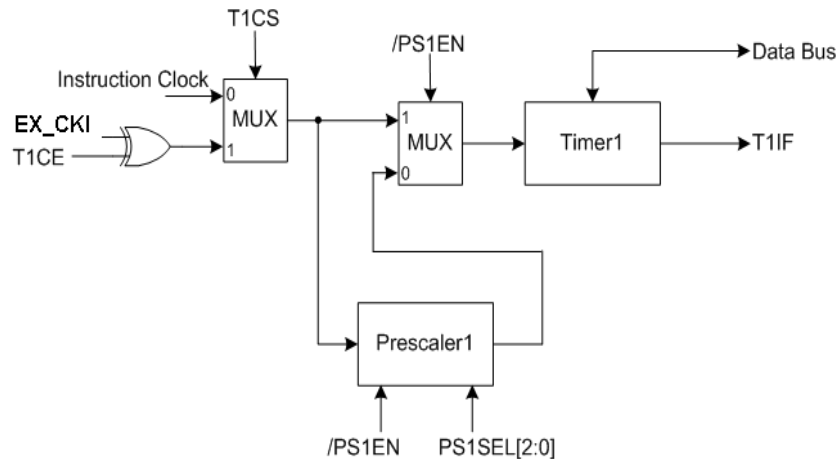 T1CS
/PS1EN
Data Bus
Instruction Clock
0
MUX
EX_CKI
T1CE
1
1
MUX
0
Timer1
T1IF
Prescaler1
/PS1EN
PS1SEL[2:0]